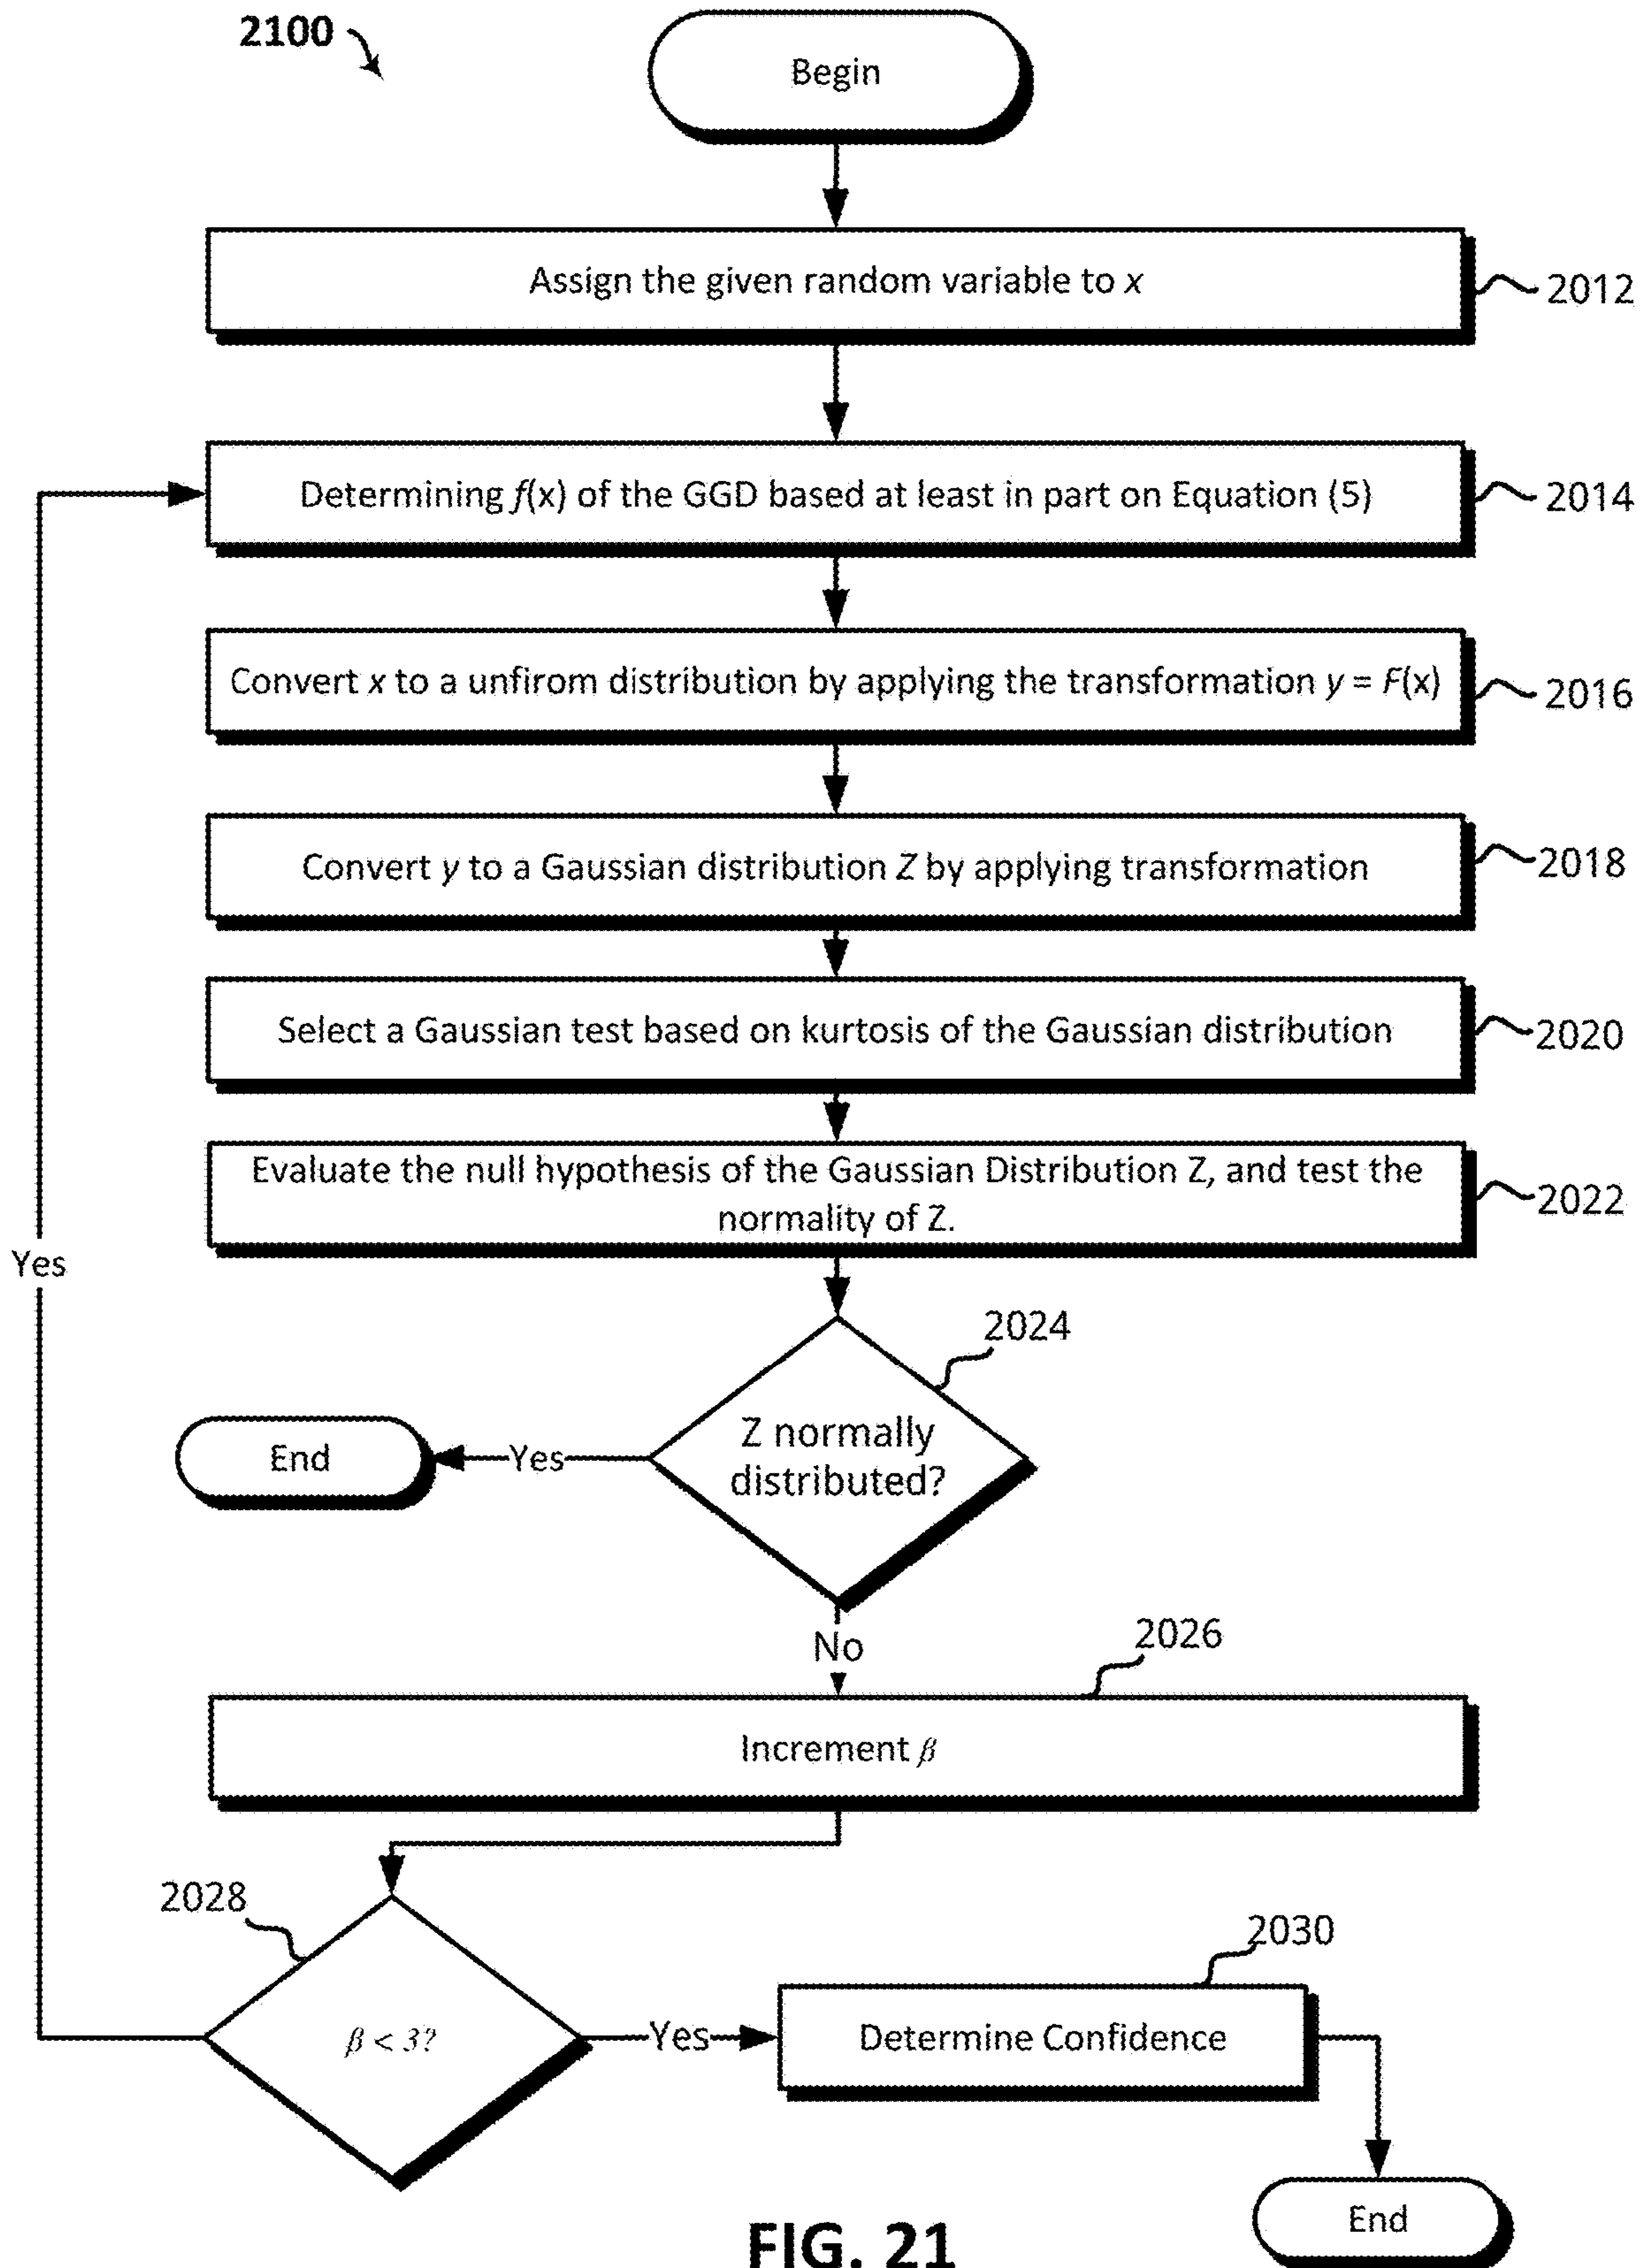 2100
Begin
Assign the given random variable to x
2012
Determining f(x) of the GGD based at least in part on Equation (5)
2014
Convert x to a unfirom distribution by applying the transformation y = F(x)
2016
Convert y to a Gaussian distribution Z by applying transformation
2018
Select a Gaussian test based on kurtosis of the Gaussian distribution
2020
Evaluate the null hypothesis of the Gaussian Distribution Z, and test the
normality of Z.
2022
Yes
2024
Z normally
distributed?
Yes
End
No
2026
Increment β
2028
β < 3?
Yes
2030
Determine Confidence
End
FIG. 21